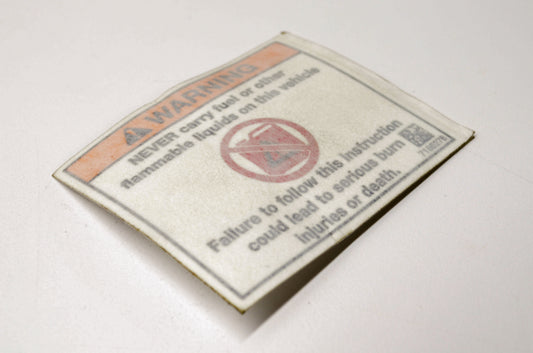 WARNING
NEVER carry fuel or other
flammable liquids on this vehicle
Failure to follow this instruction
could lead to serious burn
injuries or death.